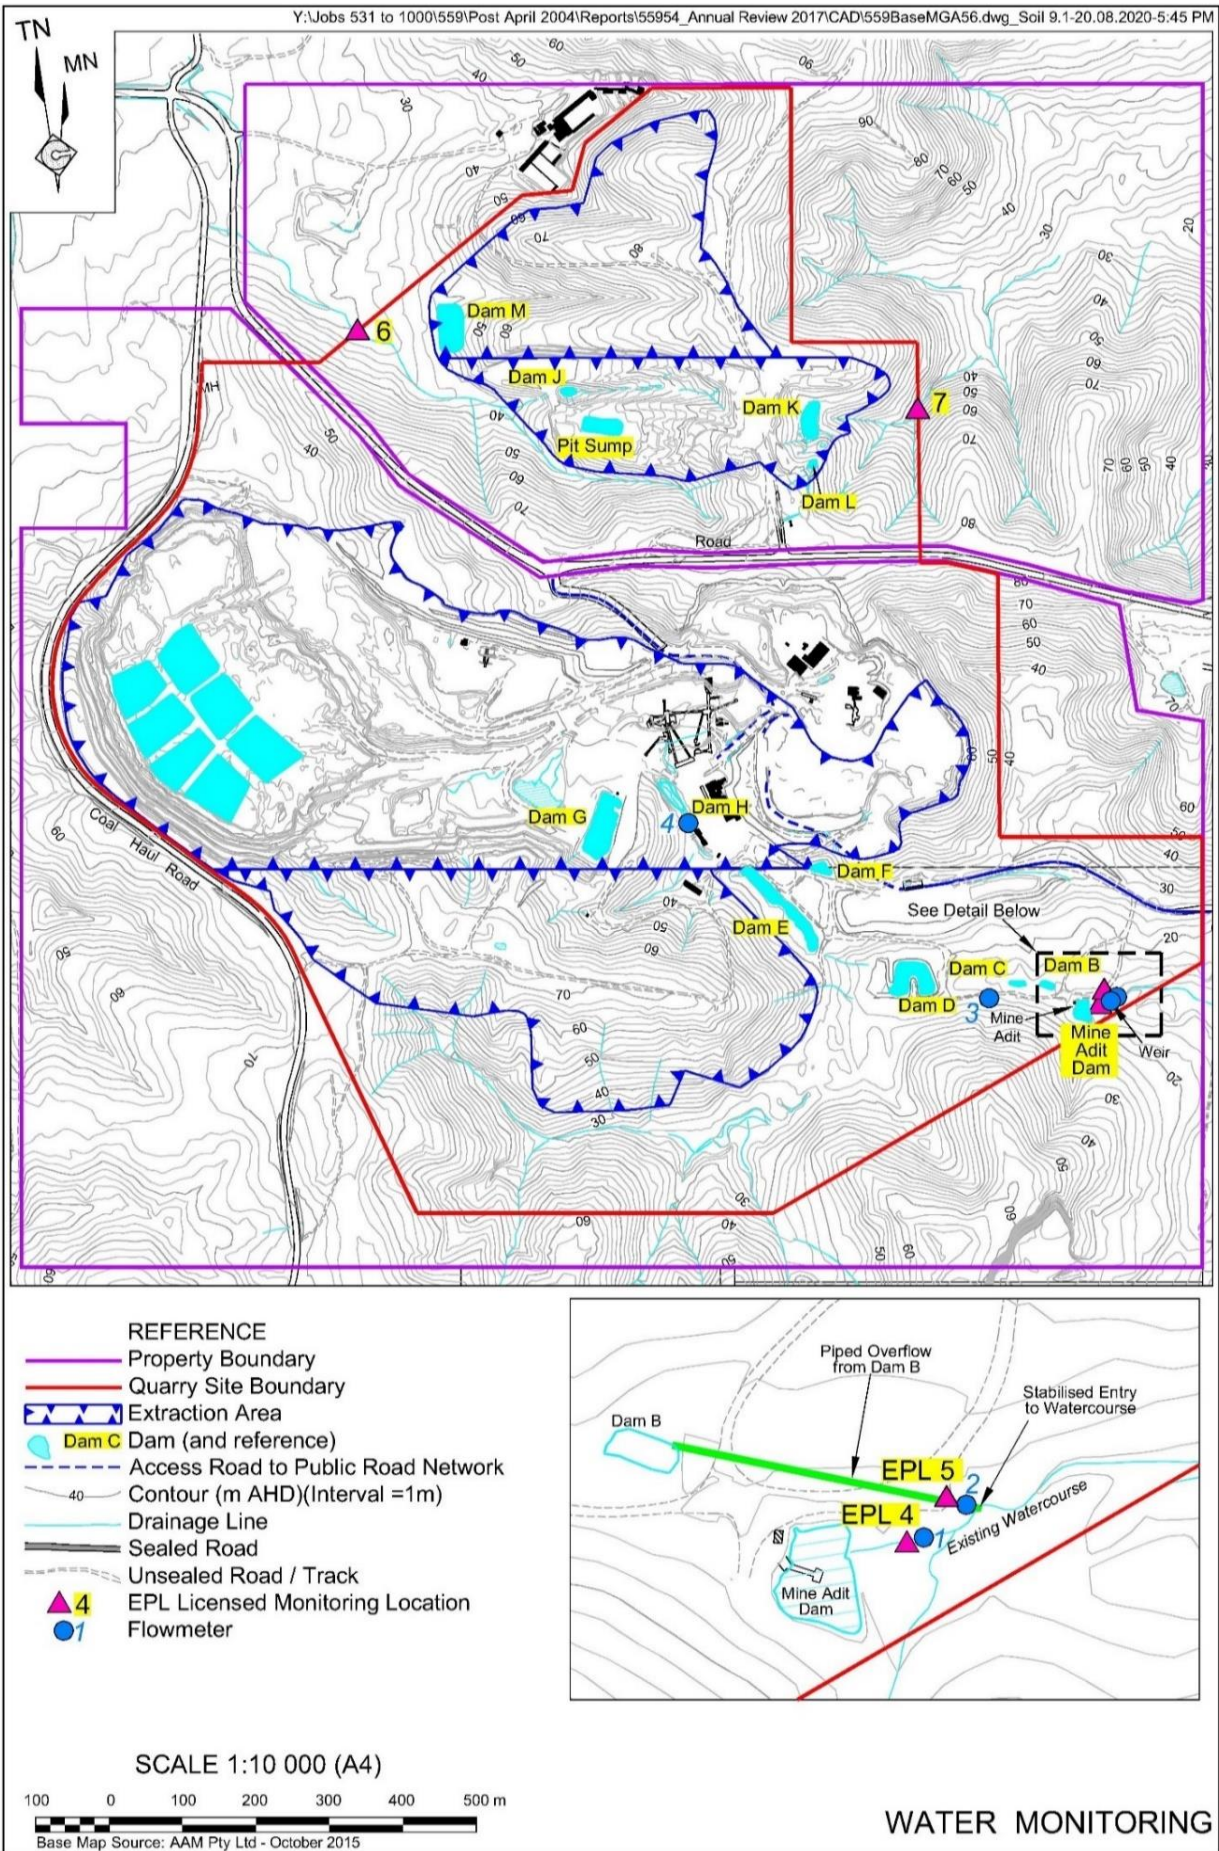 Y:\Jobs 531 to 1000\559\Post April 2004\Reports\55954_Annual Review 2017\CAD\559BaseMGA56.dwg_Soil 9.1-20.08.2020-5:45 PM
TN
MN
6
Dam M
Dam J
Dam K
7
Pit Sump
Dam L
MH
Road
Coal Haul Road
Dam G
Dam H
4
Dam F
See Detail Below
Dam E
Dam C
Dam B
Dam D
3
Mine
Adit
Mine
Adit
Dam
Weir
REFERENCE
Property Boundary
Quarry Site Boundary
Extraction Area
Dam C Dam (and reference)
Access Road to Public Road Network
40 Contour (m AHD)(Interval =1m)
Drainage Line
Sealed Road
Unsealed Road / Track
4 EPL Licensed Monitoring Location
1 Flowmeter
Piped Overflow
from Dam B
Stabilised Entry
to Watercourse
Dam B
EPL 5
2
EPL 4
1
Existing Watercourse
Mine Adit
Dam
SCALE 1:10 000 (A4)
100 0 100 200 300 400 500 m
Base Map Source: AAM Pty Ltd - October 2015
WATER MONITORING